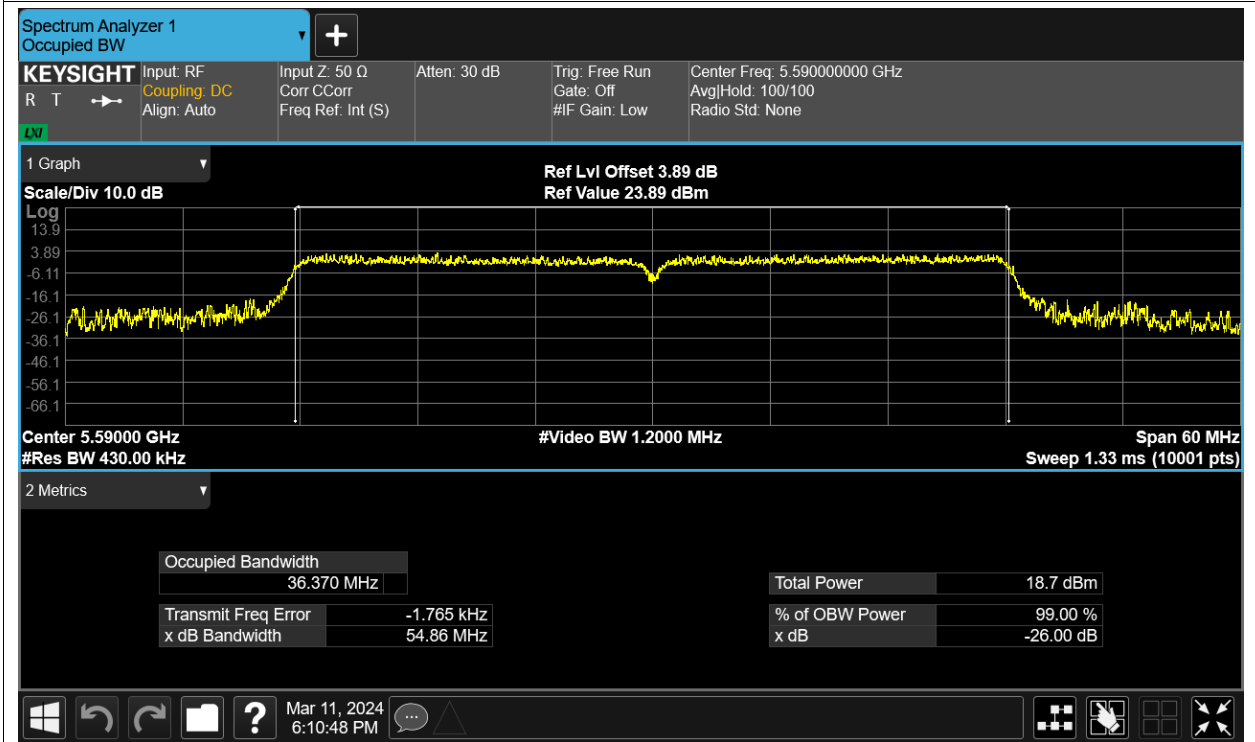 Spectrum Analyzer 1
Occupied BW
KEYSIGHT
R T
LXI
Input: RF
Coupling: DC
Align: Auto
Input Z: 50 Ω
Corr CCorr
Freq Ref: Int (S)
Atten: 30 dB
Trig: Free Run
Gate: Off
#IF Gain: Low
Center Freq: 5.590000000 GHz
Avg|Hold: 100/100
Radio Std: None
1 Graph
Scale/Div 10.0 dB
Ref Lvl Offset 3.89 dB
Ref Value 23.89 dBm
Log
13.9
3.89
-6.11
-16.1
-26.1
-36.1
-46.1
-56.1
-66.1
Center 5.59000 GHz
#Res BW 430.00 kHz
#Video BW 1.2000 MHz
Span 60 MHz
Sweep 1.33 ms (10001 pts)
2 Metrics
Occupied Bandwidth
36.370 MHz
Transmit Freq Error -1.765 kHz
x dB Bandwidth 54.86 MHz
Total Power 18.7 dBm
% of OBW Power 99.00 %
x dB -26.00 dB
?
Mar 11, 2024
6:10:48 PM